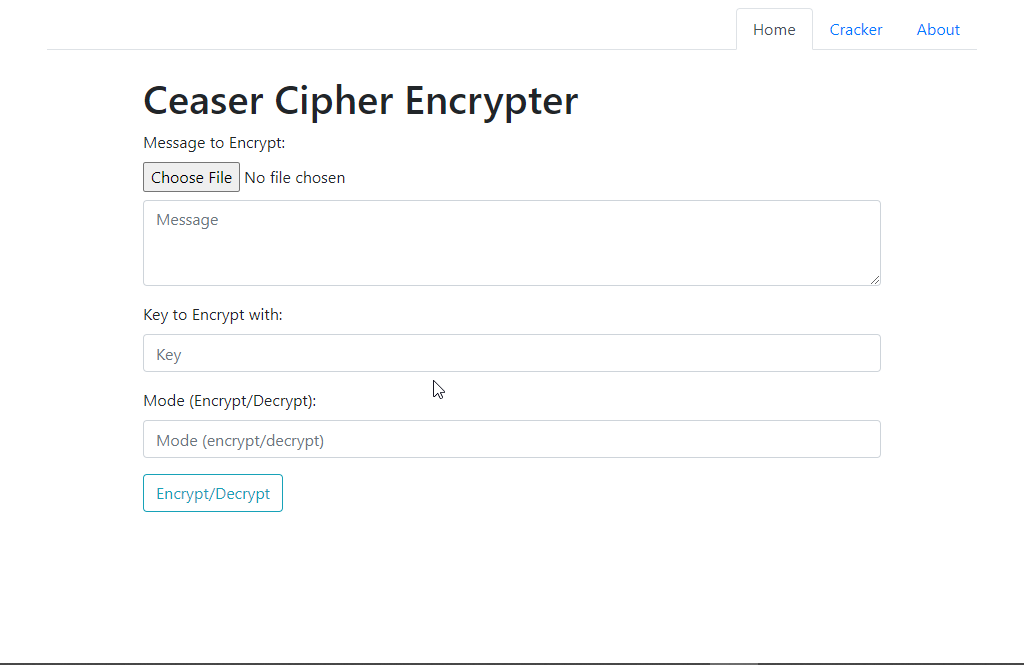 Home Cracker About
Ceaser Cipher Encrypter
Message to Encrypt:
Choose File No file chosen
Message
Key to Encrypt with:
Key
Mode (Encrypt/Decrypt):
Mode (encrypt/decrypt)
Encrypt/Decrypt